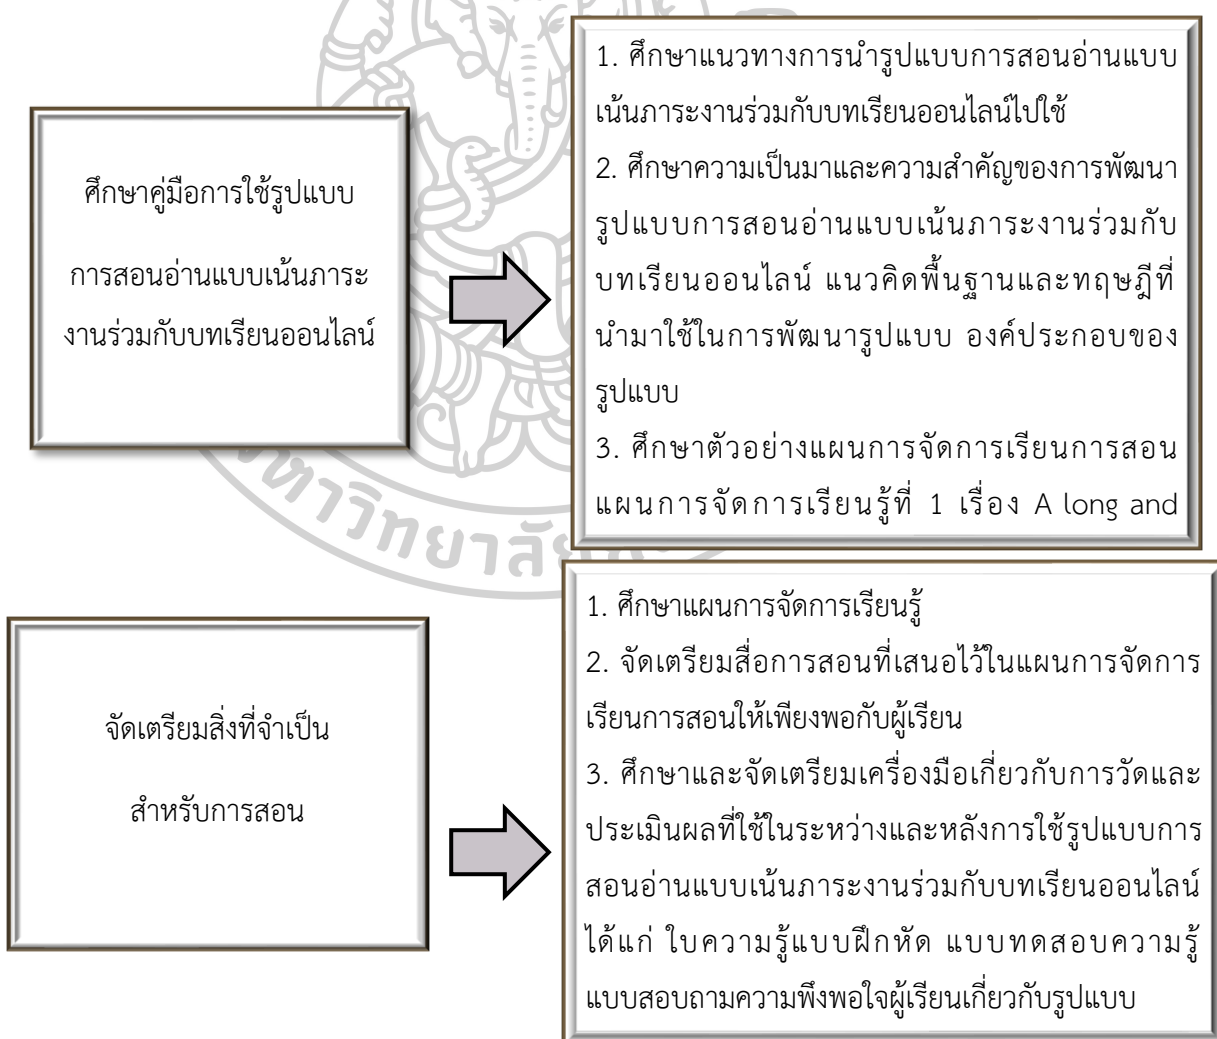 ศึกษาคู่มือการใช้รูปแบบ
การสอนอ่านแบบเน้นภาระ
งานร่วมกับบทเรียนออนไลน์
1. ศึกษาแนวทางการนำรูปแบบการสอนอ่านแบบ
เน้นภาระงานร่วมกับบทเรียนออนไลน์ไปใช้
2. ศึกษาความเป็นมาและความสำคัญของการพัฒนา
รูปแบบการสอนอ่านแบบเน้นภาระงานร่วมกับ
บทเรียนออนไลน์ แนวคิดพื้นฐานและทฤษฎีที่
นำมาใช้ในการพัฒนารูปแบบ องค์ประกอบของ
รูปแบบ
3. ศึกษาตัวอย่างแผนการจัดการเรียนการสอน
แผนการจัดการเรียนรู้ที่ 1 เรื่อง A long and
จัดเตรียมสิ่งที่จำเป็น
สำหรับการสอน
1. ศึกษาแผนการจัดการเรียนรู้
2. จัดเตรียมสื่อการสอนที่เสนอไว้ในแผนการจัดการ
เรียนการสอนให้เพียงพอกับผู้เรียน
3. ศึกษาและจัดเตรียมเครื่องมือเกี่ยวกับการวัดและ
ประเมินผลที่ใช้ในระหว่างและหลังการใช้รูปแบบการ
สอนอ่านแบบเน้นภาระงานร่วมกับบทเรียนออนไลน์
ได้แก่ ใบความรู้แบบฝึกหัด แบบทดสอบความรู้
แบบสอบถามความพึงพอใจผู้เรียนเกี่ยวกับรูปแบบ